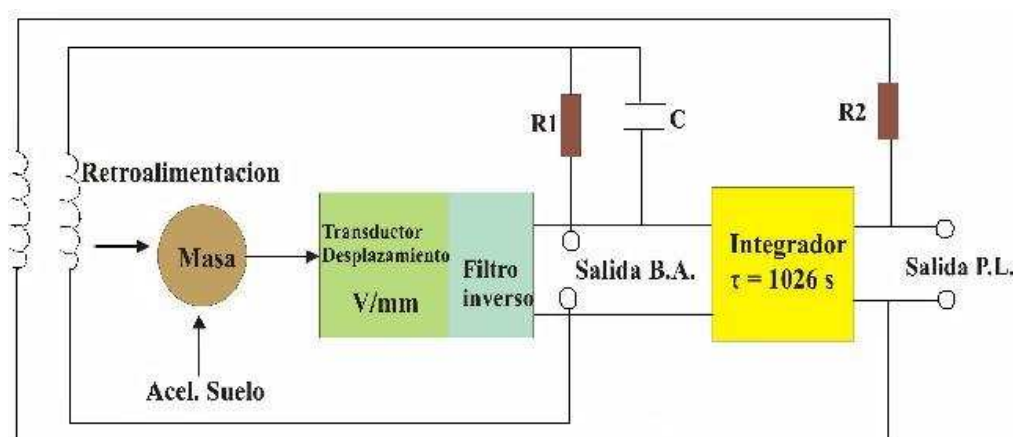 R1
C
R2
Retroalimentacion
Masa
Transductor
Desplazamiento
V/mm
Filtro
inverso
Salida B.A.
Integrador
τ = 1026 s
Salida P.L.
Acel. Suelo